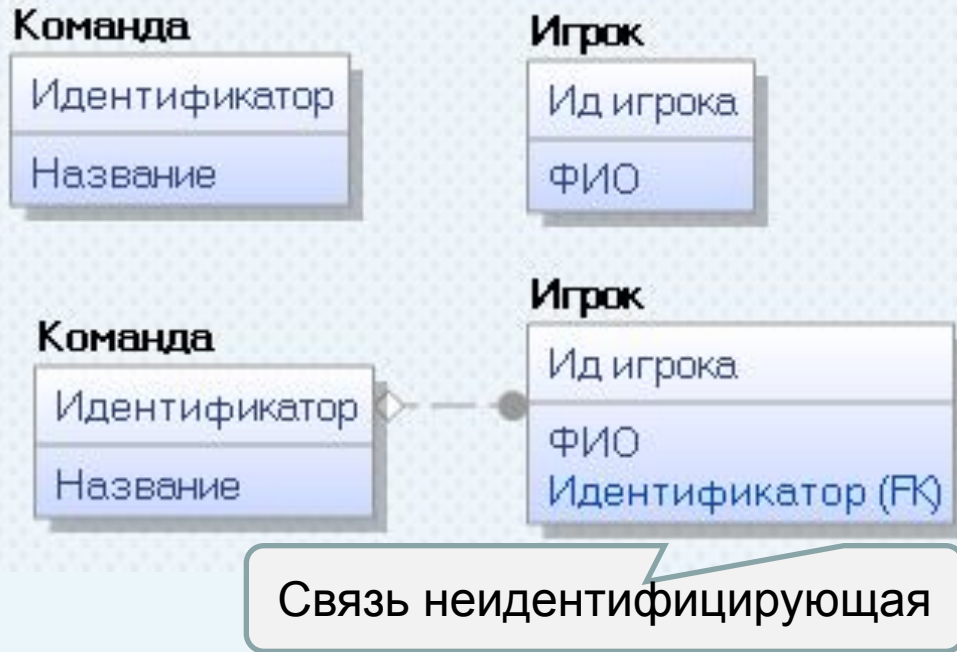 Команда
Идентификатор
Название
Игрок
Ид игрока
ФИО
Команда
Идентификатор
Название
Игрок
Ид игрока
ФИО
Идентификатор (FK)
Связь неидентифицирующая